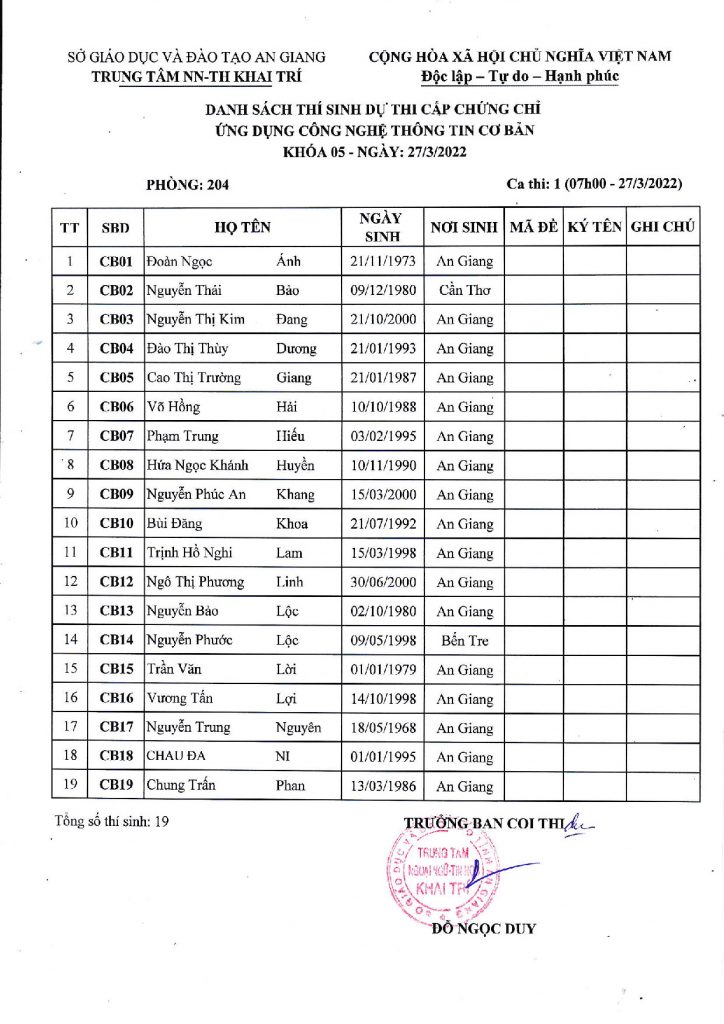 SỞ GIÁO DỤC VÀ ĐÀO TẠO AN GIANG CỘNG HÒA XÃ HỘI CHỦ NGHĨA VIỆT NAM
TRUNG TÂM NN-TH KHAI TRÍ Độc lập – Tự do – Hạnh phúc
DANH SÁCH THÍ SINH DỰ THI CẤP CHỨNG CHỈ
ỨNG DỤNG CÔNG NGHỆ THÔNG TIN CƠ BẢN
KHÓA 05 - NGÀY: 27/3/2022
PHÒNG: 204 Ca thi: 1 (07h00 - 27/3/2022)
TT SBD HỌ TÊN NGÀY SINH NƠI SINH MÃ ĐỀ KÝ TÊN GHI CHÚ
1 CB01 Đoàn Ngọc Ánh 21/11/1973 An Giang
2 CB02 Nguyễn Thái Bảo 09/12/1980 Cần Thơ
3 CB03 Nguyễn Thị Kim Đang 21/10/2000 An Giang
4 CB04 Đào Thị Thùy Dương 21/01/1993 An Giang
5 CB05 Cao Thị Trường Giang 21/01/1987 An Giang
6 CB06 Võ Hồng Hải 10/10/1988 An Giang
7 CB07 Phạm Trung Hiếu 03/02/1995 An Giang
8 CB08 Hứa Ngọc Khánh Huyền 10/11/1990 An Giang
9 CB09 Nguyễn Phúc An Khang 15/03/2000 An Giang
10 CB10 Bùi Đăng Khoa 21/07/1992 An Giang
11 CB11 Trịnh Hồ Nghi Lam 15/03/1998 An Giang
12 CB12 Ngô Thị Phương Linh 30/06/2000 An Giang
13 CB13 Nguyễn Bảo Lộc 02/10/1980 An Giang
14 CB14 Nguyễn Phước Lộc 09/05/1998 Bến Tre
15 CB15 Trần Văn Lời 01/01/1979 An Giang
16 CB16 Vương Tấn Lợi 14/10/1998 An Giang
17 CB17 Nguyễn Trung Nguyên 18/05/1968 An Giang
18 CB18 CHAU ĐA NI 01/01/1995 An Giang
19 CB19 Chung Trấn Phan 13/03/1986 An Giang
Tổng số thí sinh: 19 TRƯỞNG BAN COI THI
TRUNG TÂM
NGOẠI NGỮ-TIN HỌC
KHAI TRÍ
ĐỖ NGỌC DUY